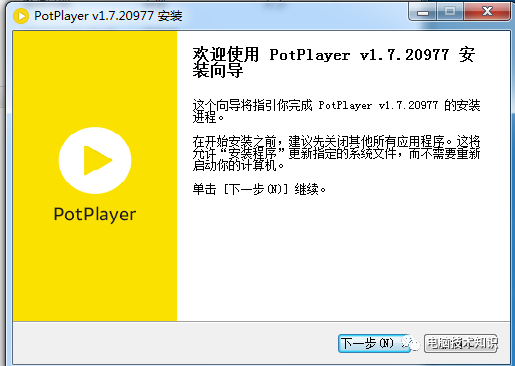 PotPlayer v1.7.20977 安装
欢迎使用 PotPlayer v1.7.20977 安
装向导
这个向导将指引你完成 PotPlayer v1.7.20977 的安装
进程。
在开始安装之前，建议先关闭其他所有应用程序。这将
允许“安装程序”更新指定的系统文件，而不需要重新
启动你的计算机。
单击 [下一步(N)] 继续。
PotPlayer
下一步(N)
电脑技术知识